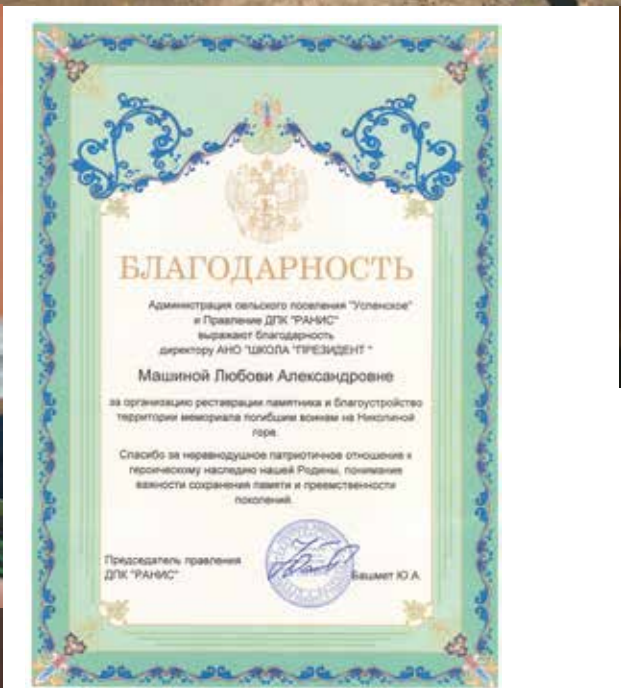 БЛАГОДАРНОСТЬ
Администрация сельского поселения "Успенское"
и Правление ДПК "РАНИС"
выражают благодарность
директору АНО "ШКОЛА "ПРЕЗИДЕНТ "
Машиной Любови Александровне
за организацию реставрации памятника и благоустройство
территории мемориала погибшим воинам на Николиной
горе.
Спасибо за неравнодушное патриотичное отношение к
героическому наследию нашей Родины, понимание
важности сохранения памяти и преемственности
поколений.
Председатель правления
ДПК "РАНИС"
Башмет Ю.А.